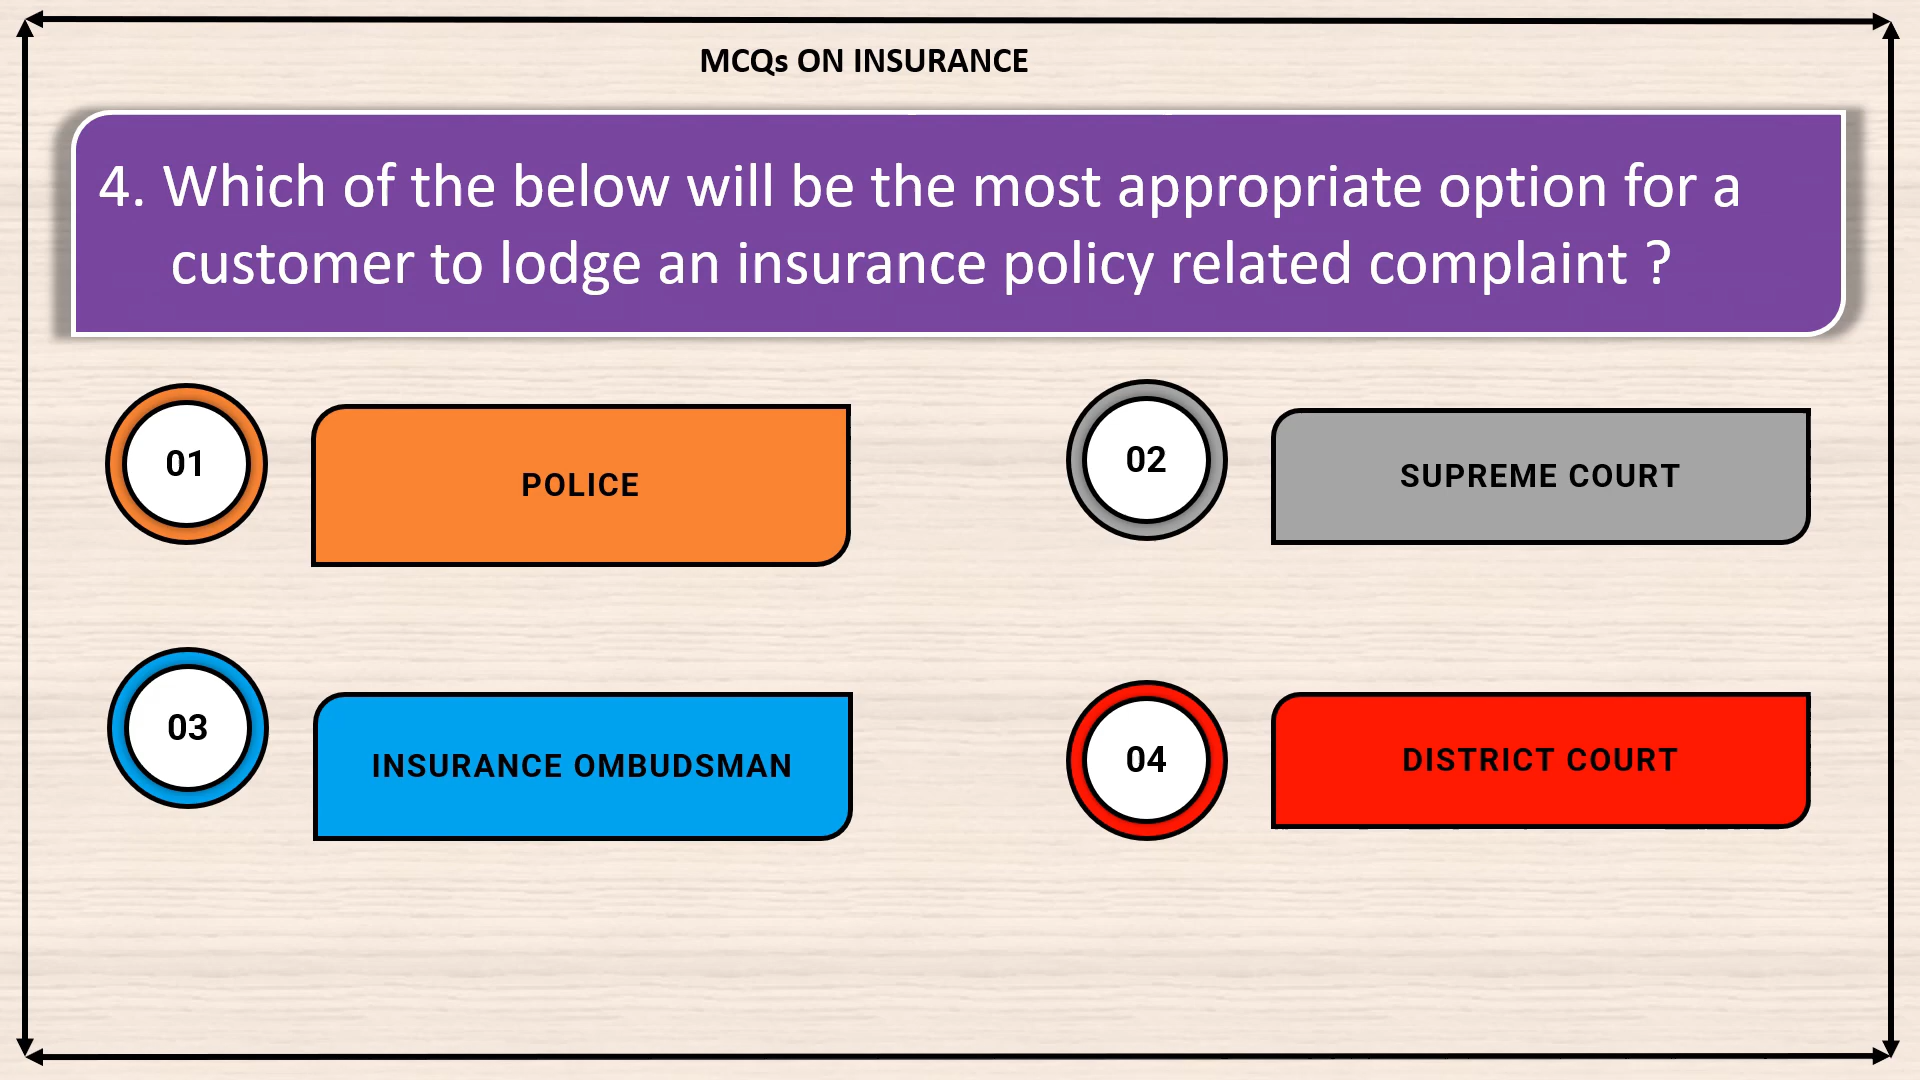 MCQs ON INSURANCE
4. Which of the below will be the most appropriate option for a
customer to lodge an insurance policy related complaint ?
01
POLICE
02
SUPREME COURT
03
INSURANCE OMBUDSMAN
04
DISTRICT COURT